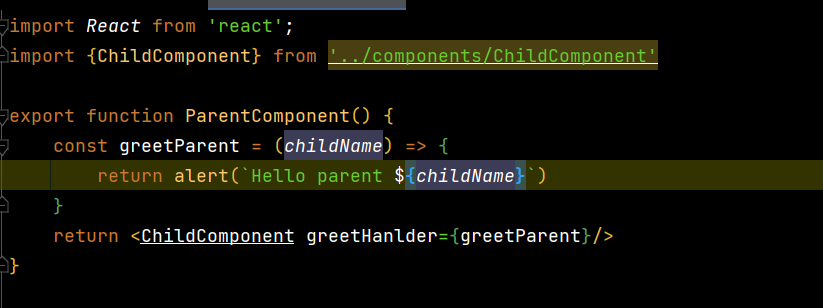 import React from 'react';
import {ChildComponent} from '../components/ChildComponent'
export function ParentComponent() {
const greetParent = (childName) => {
return alert(`Hello parent ${childName}`)
}
return <ChildComponent greetHanlder={greetParent}/>
}